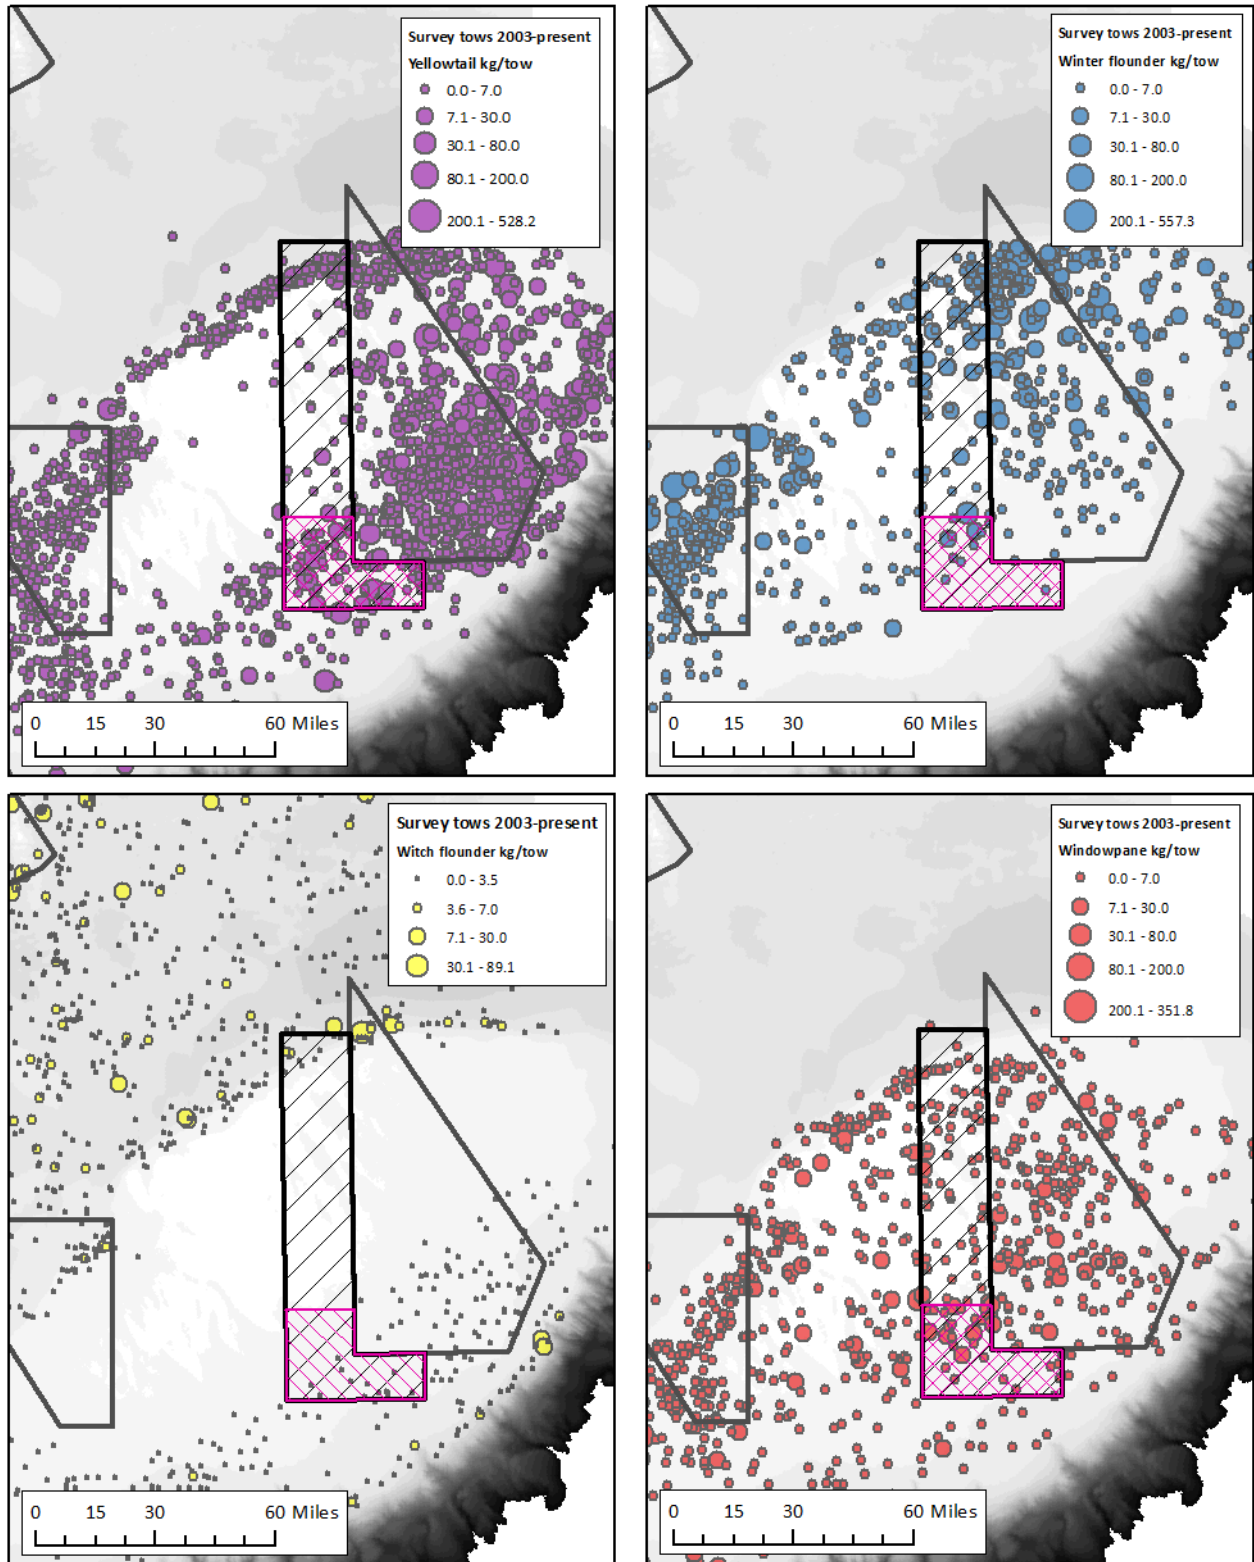 Survey tows 2003-present
Yellowtail kg/tow
0.0 - 7.0
7.1 - 30.0
30.1 - 80.0
80.1 - 200.0
200.1 - 528.2
0 15 30 60 Miles
Survey tows 2003-present
Winter flounder kg/tow
0.0 - 7.0
7.1 - 30.0
30.1 - 80.0
80.1 - 200.0
200.1 - 557.3
0 15 30 60 Miles
Survey tows 2003-present
Witch flounder kg/tow
0.0 - 3.5
3.6 - 7.0
7.1 - 30.0
30.1 - 89.1
0 15 30 60 Miles
Survey tows 2003-present
Windowpane kg/tow
0.0 - 7.0
7.1 - 30.0
30.1 - 80.0
80.1 - 200.0
200.1 - 351.8
0 15 30 60 Miles